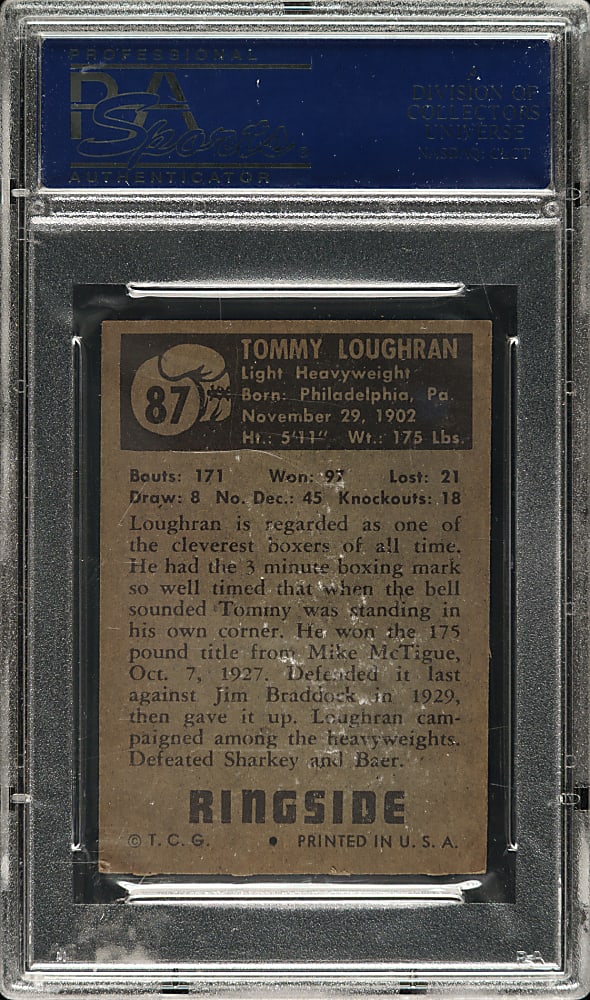 PROFESSIONAL
PSA
Sports
AUTHENTICATOR
A
DIVISION OF
COLLECTORS
UNIVERSE
NASDAQ: CLCT
87
TOMMY LOUGHRAN
Light Heavyweight
Born: Philadelphia, Pa.
November 29, 1902
Ht.: 5'11" Wt.: 175 Lbs.
Bouts: 171 Won: 97 Lost: 21
Draw: 8 No. Dec.: 45 Knockouts: 18
Loughran is regarded as one of
the cleverest boxers of all time.
He had the 3 minute boxing mark
so well timed that when the bell
sounded Tommy was standing in
his own corner. He won the 175
pound title from Mike McTigue,
Oct. 7, 1927. Defended it last
against Jim Braddock in 1929,
then gave it up. Loughran cam-
paigned among the heavyweights.
Defeated Sharkey and Baer.
RINGSIDE
© T. C. G. • PRINTED IN U. S. A.
PSA